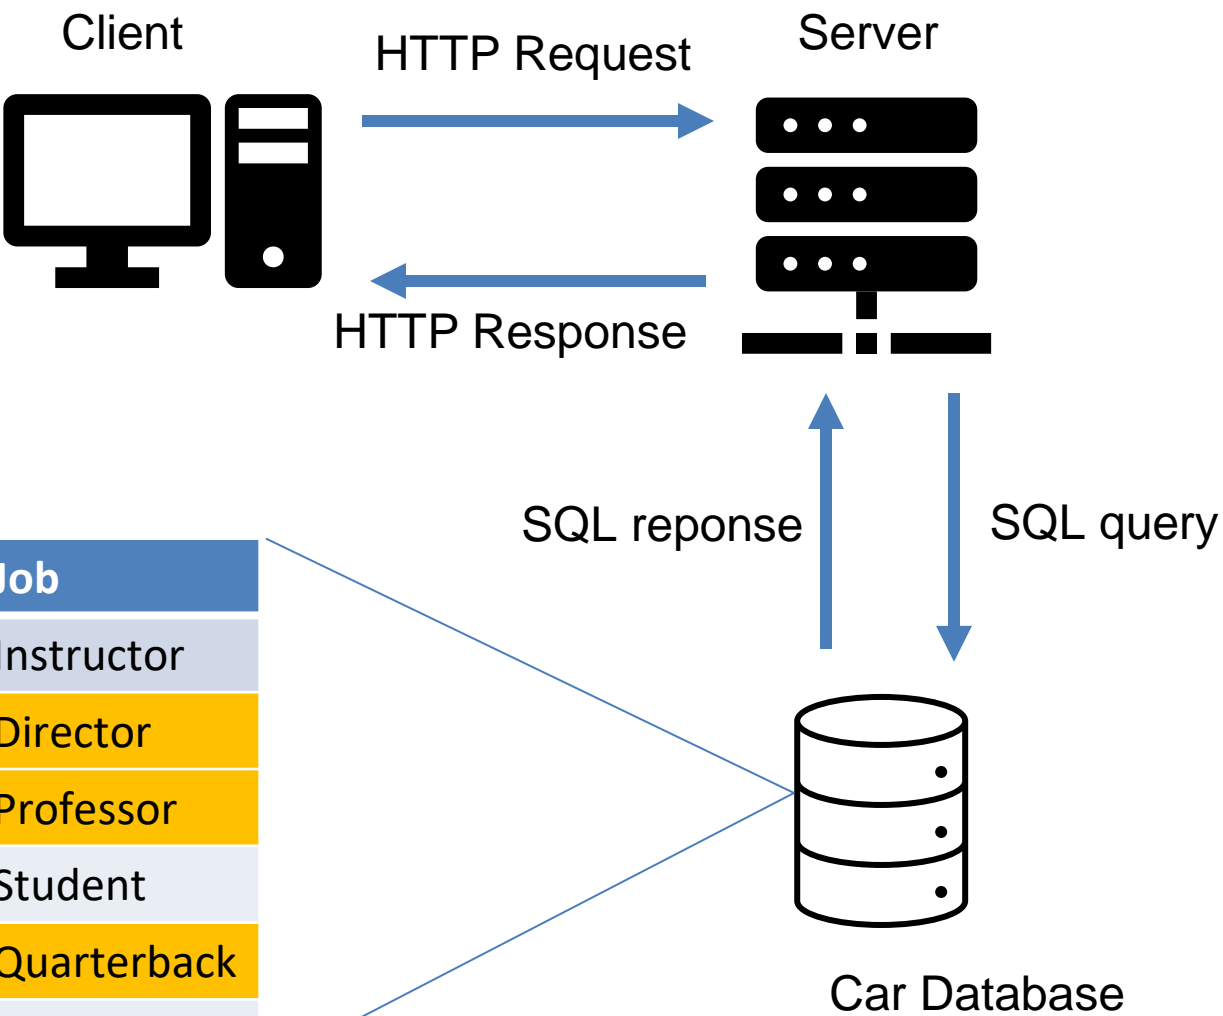 Client
HTTP Request
Server
HTTP Response
SQL reponse
SQL query
Job
Instructor
Director
Professor
Student
Quarterback
Car Database